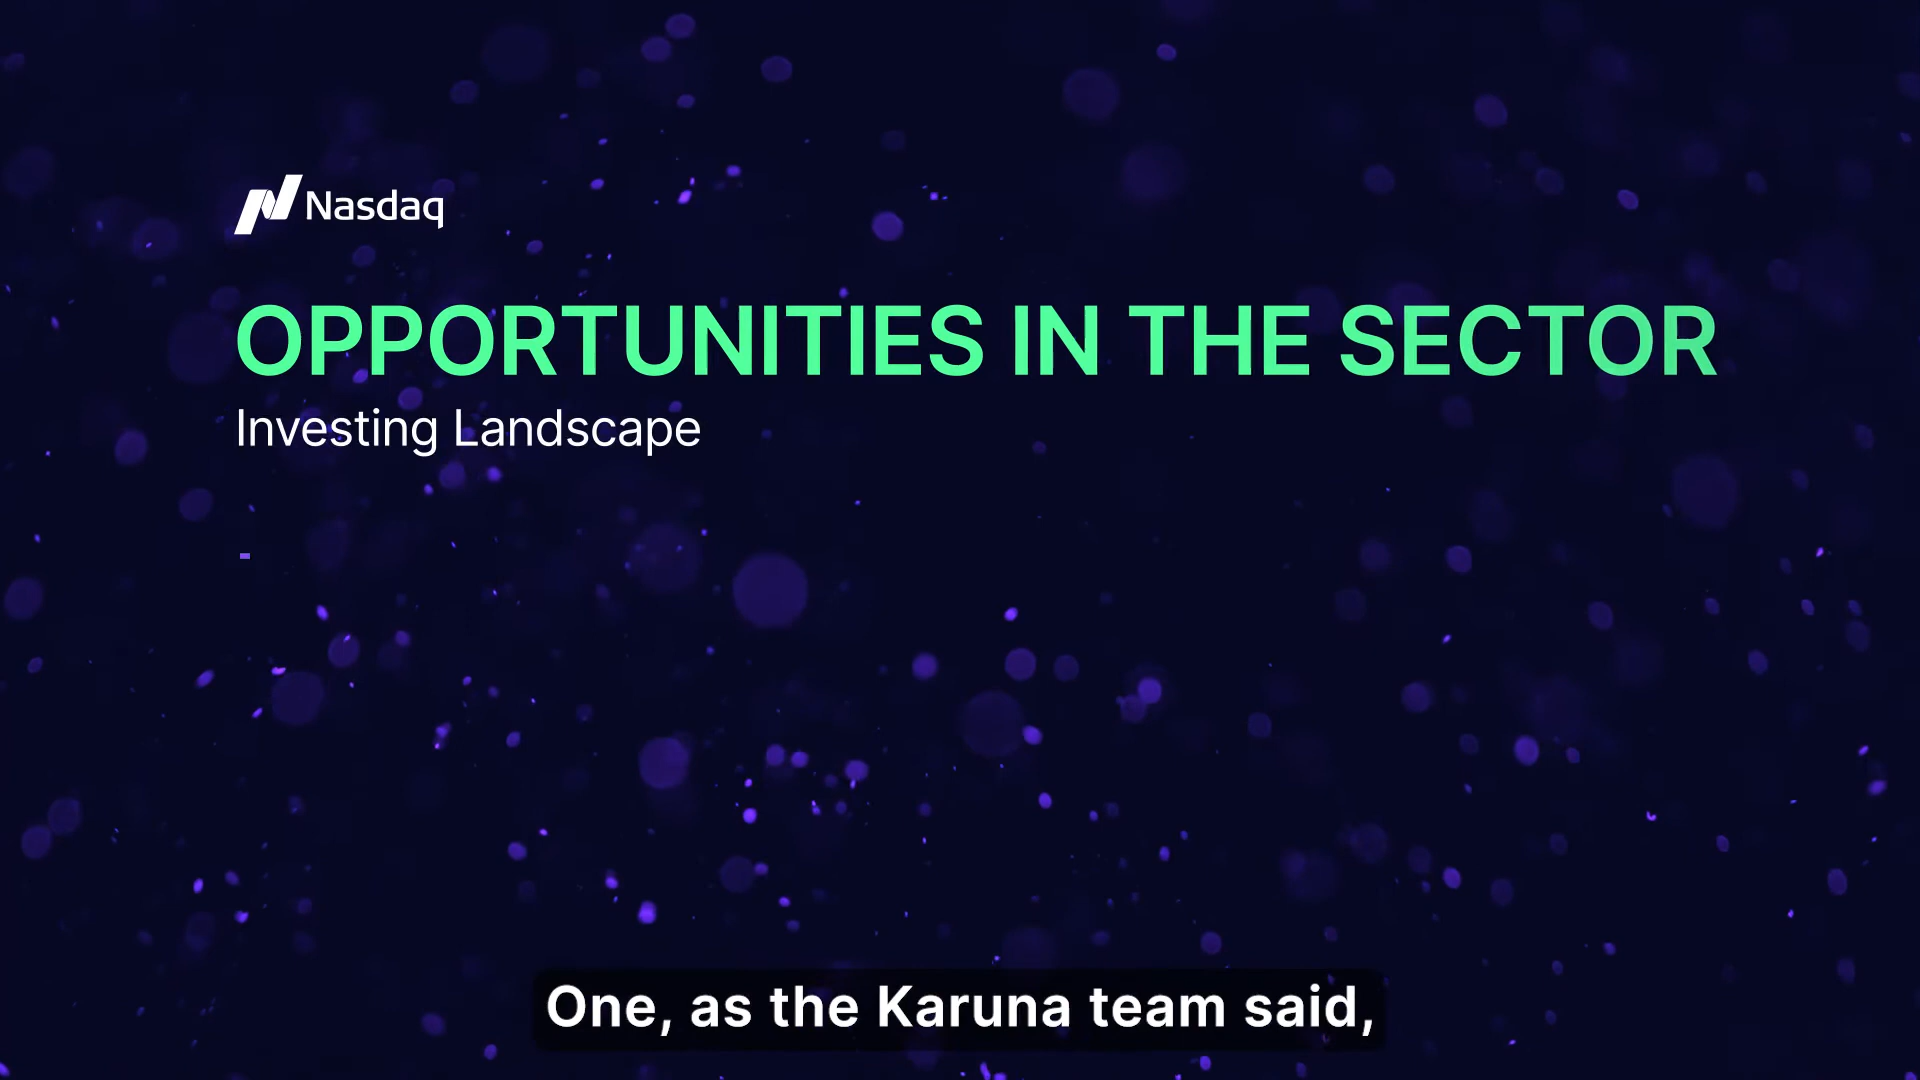 Nasdaq
OPPORTUNITIES IN THE SECTOR
Investing Landscape
One, as the Karuna team said,